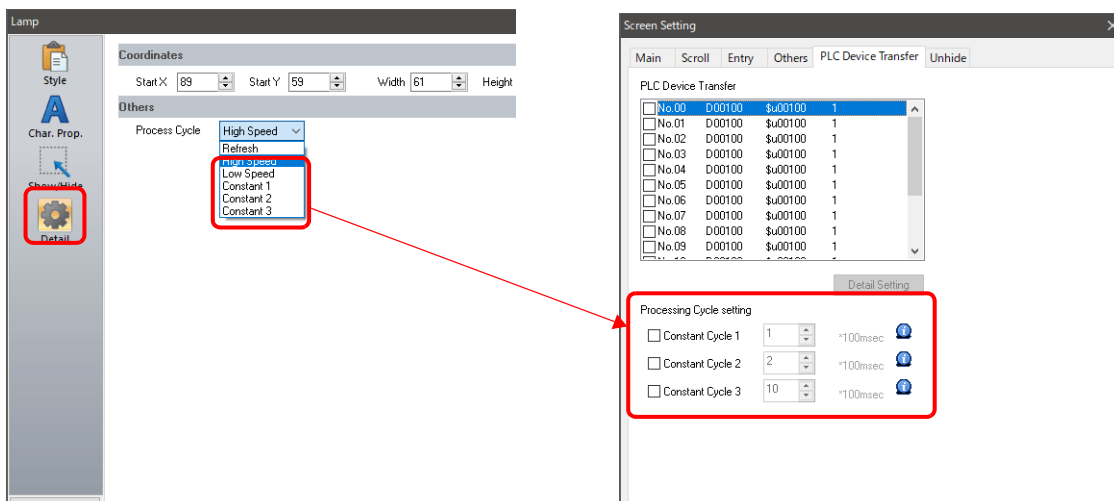 Lamp
Style
Char. Prop.
Show/Hide
Detail
Coordinates
Start X 89 Start Y 59 Width 61 Height
Others
Process Cycle High Speed
Refresh
High Speed
Low Speed
Constant 1
Constant 2
Constant 3
Screen Setting
Main Scroll Entry Others PLC Device Transfer Unhide
PLC Device Transfer
No.00 D00100 $u00100 1
No.01 D00100 $u00100 1
No.02 D00100 $u00100 1
No.03 D00100 $u00100 1
No.04 D00100 $u00100 1
No.05 D00100 $u00100 1
No.06 D00100 $u00100 1
No.07 D00100 $u00100 1
No.08 D00100 $u00100 1
No.09 D00100 $u00100 1
Detail Setting
Processing Cycle setting
Constant Cycle 1 1 *100msec
Constant Cycle 2 2 *100msec
Constant Cycle 3 10 *100msec